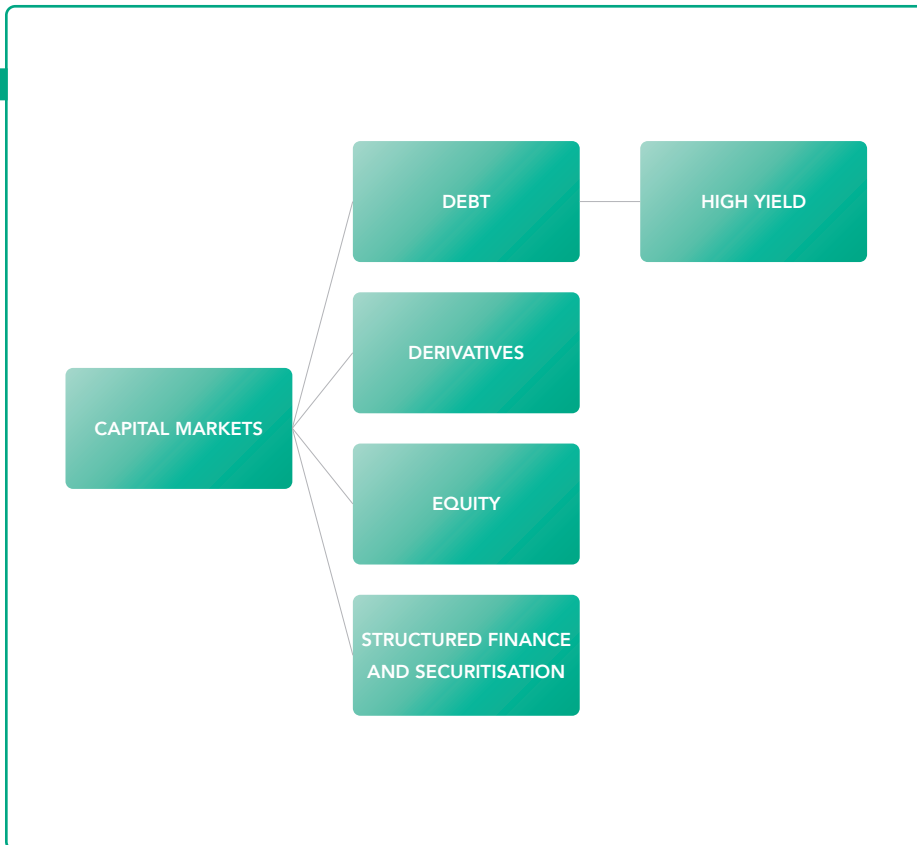 DEBT
HIGH YIELD
DERIVATIVES
CAPITAL MARKETS
EQUITY
STRUCTURED FINANCE
AND SECURITISATION